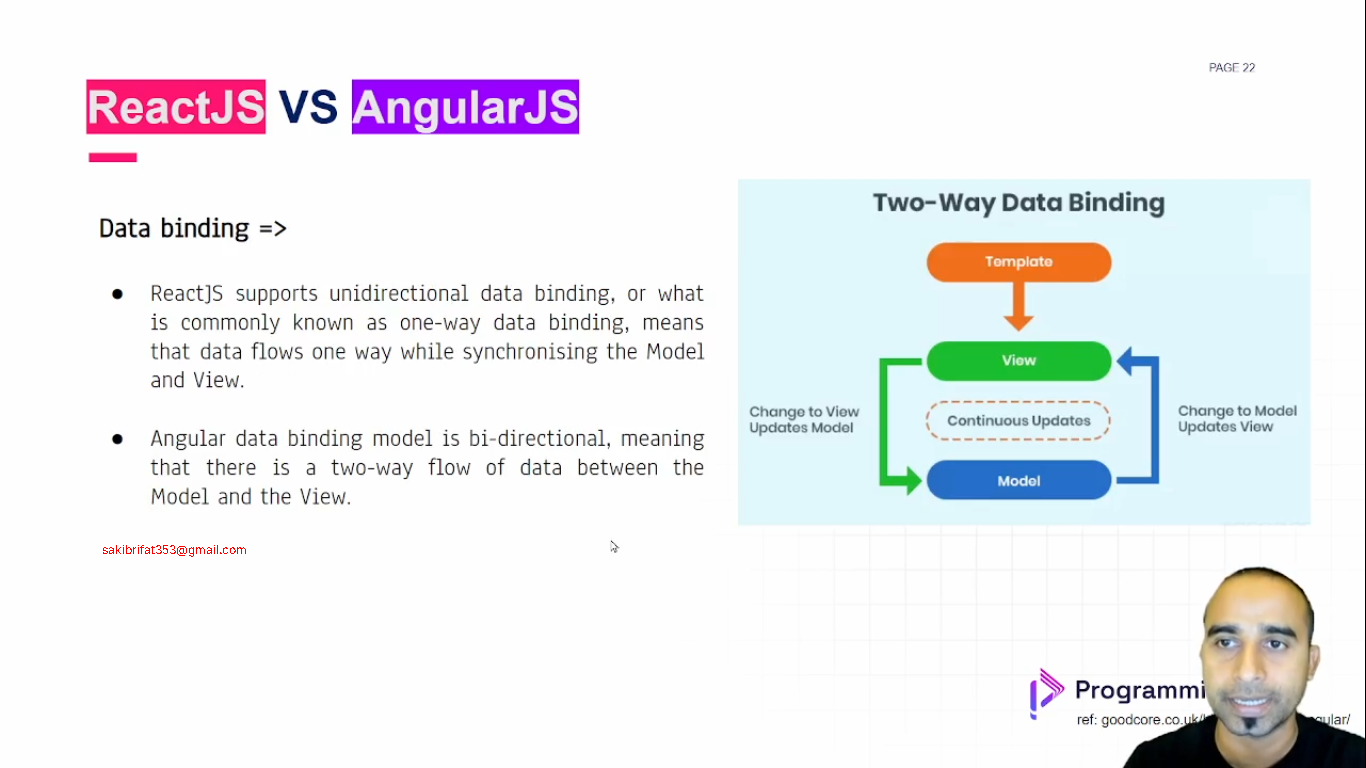 PAGE 22
ReactJS VS AngularJS
Data binding =>
● ReactJS supports unidirectional data binding, or what
is commonly known as one-way data binding, means
that data flows one way while synchronising the Model
and View.
● Angular data binding model is bi-directional, meaning
that there is a two-way flow of data between the
Model and the View.
sakibrifat353@gmail.com
Two-Way Data Binding
Template
View
Change to View
Updates Model
Continuous Updates
Change to Model
Updates View
Model
Programmi
ref: goodcore.co.uk/